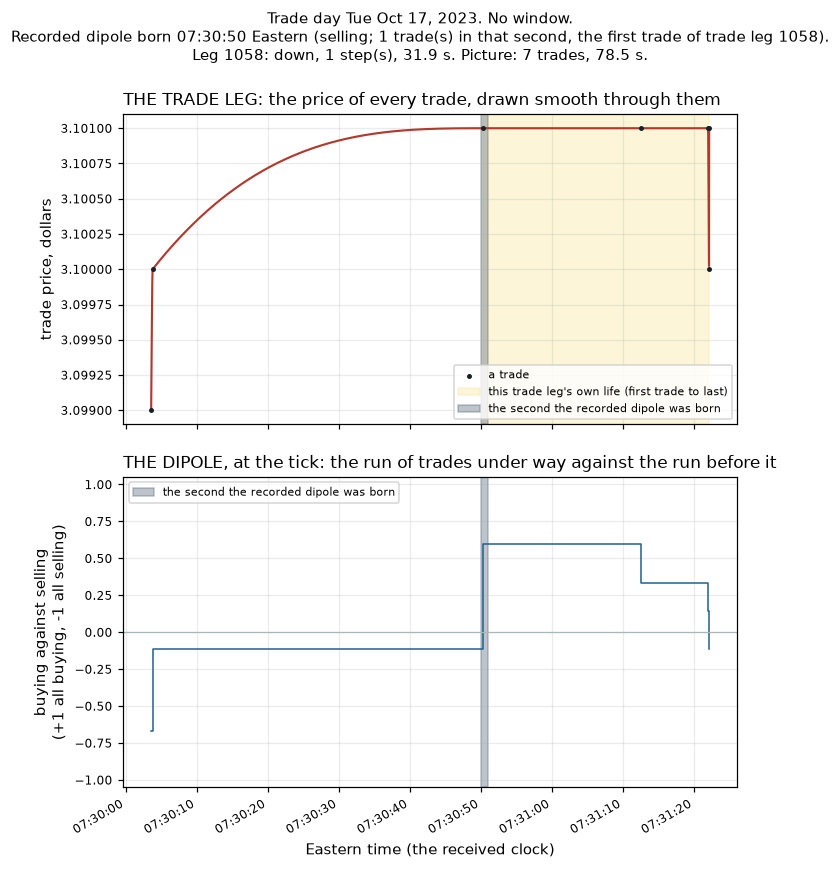 Trade day Tue Oct 17, 2023. No window.
Recorded dipole born 07:30:50 Eastern (selling; 1 trade(s) in that second, the first trade of trade leg 1058).
Leg 1058: down, 1 step(s), 31.9 s. Picture: 7 trades, 78.5 s.
THE TRADE LEG: the price of every trade, drawn smooth through them
trade price, dollars
3.10100
3.10075
3.10050
3.10025
3.10000
3.09975
3.09950
3.09925
3.09900
a trade
this trade leg's own life (first trade to last)
the second the recorded dipole was born
THE DIPOLE, at the tick: the run of trades under way against the run before it
buying against selling
(+1 all buying, -1 all selling)
1.00
0.75
0.50
0.25
0.00
−0.25
−0.50
−0.75
−1.00
the second the recorded dipole was born
07:30:00
07:30:10
07:30:20
07:30:30
07:30:40
07:30:50
07:31:00
07:31:10
07:31:20
Eastern time (the received clock)